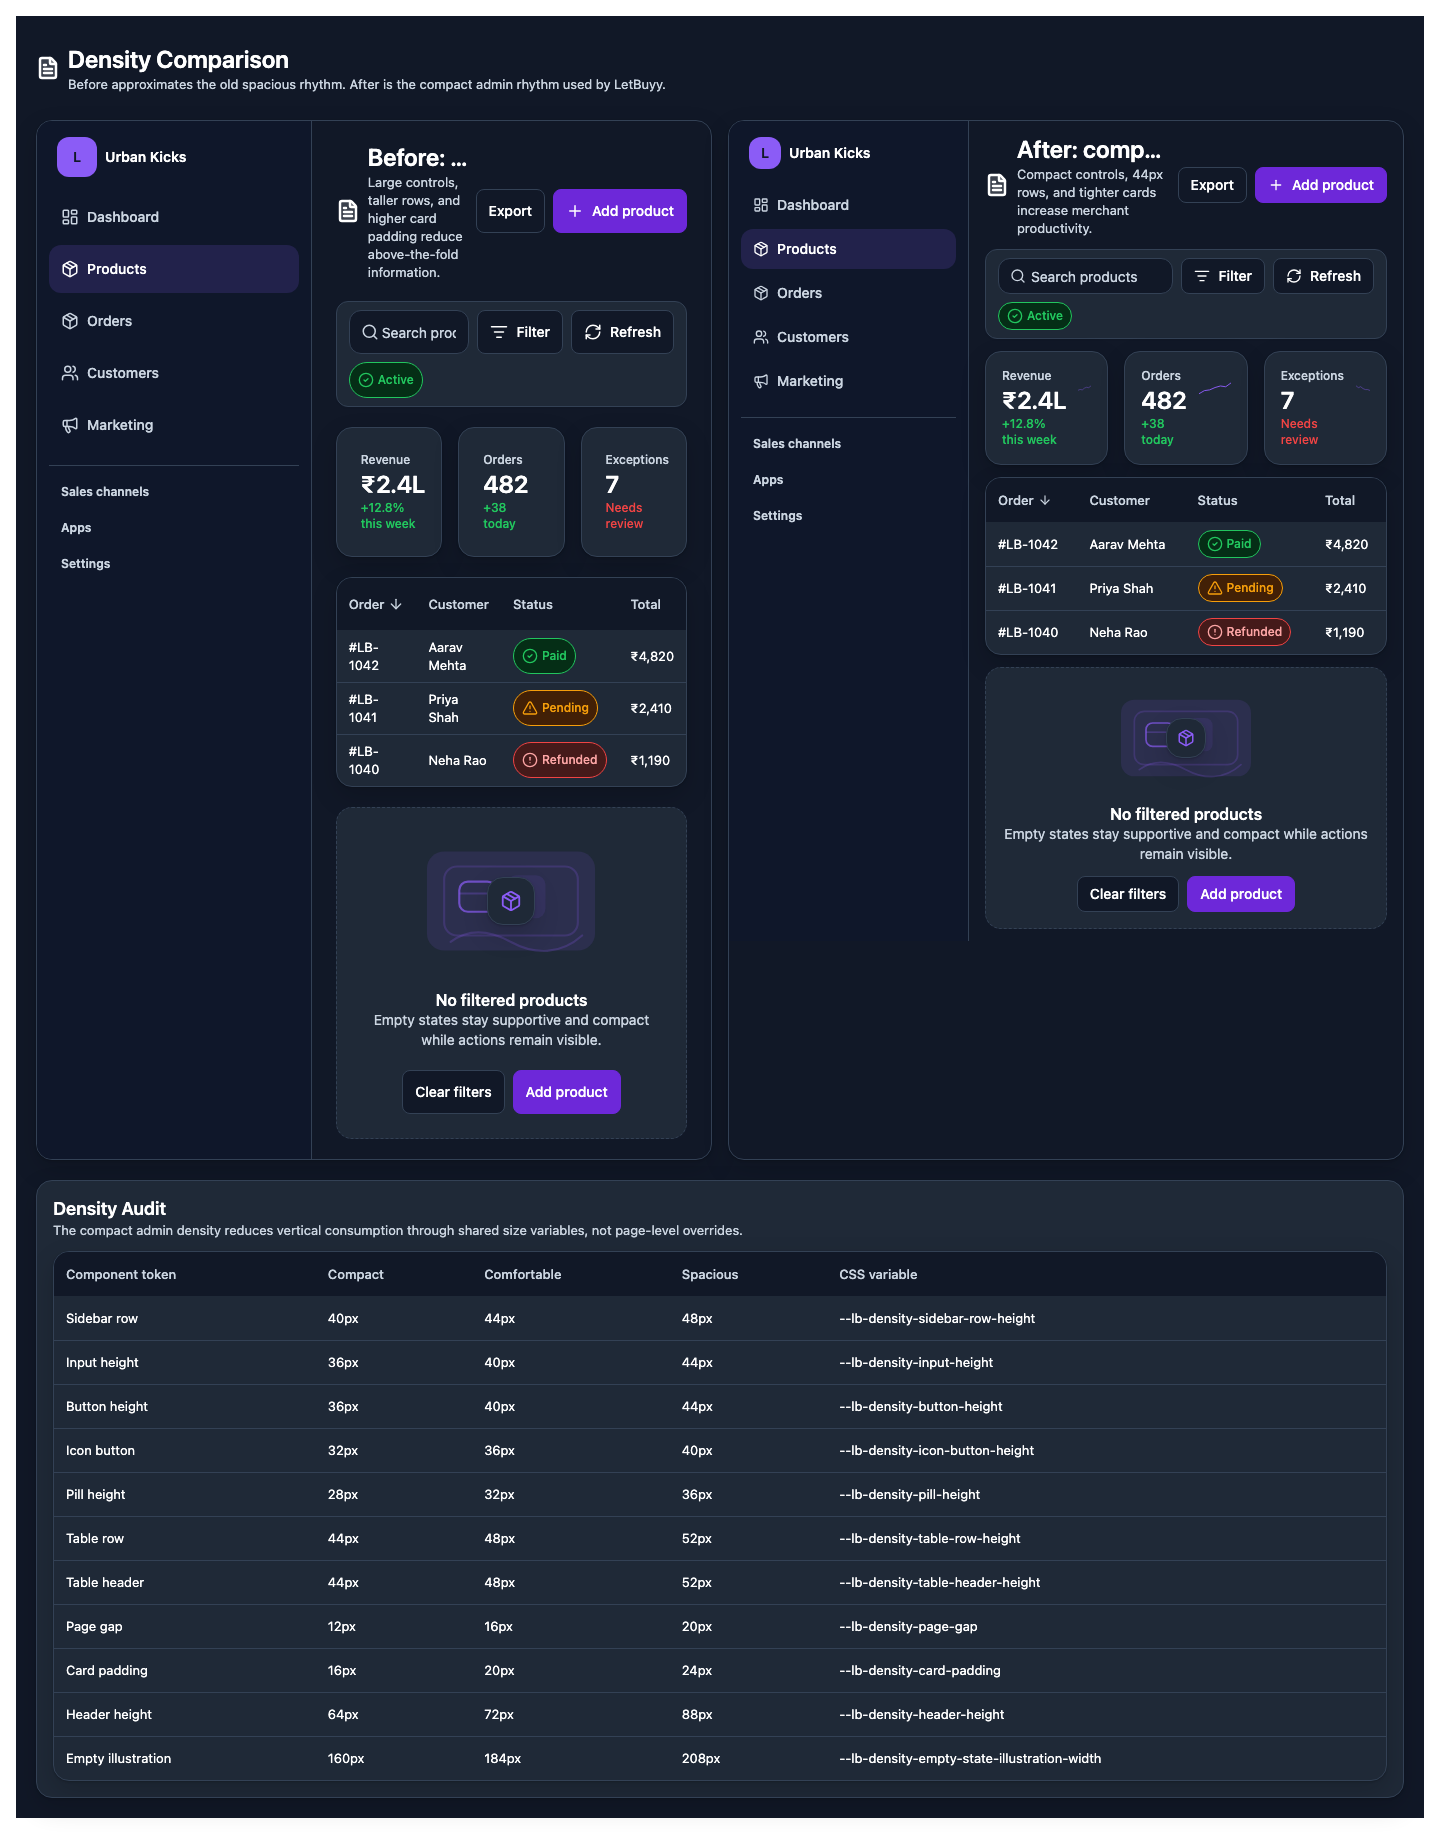 Density Comparison
Before approximates the old spacious rhythm. After is the compact admin rhythm used by LetBuyy.
L
Urban Kicks
Dashboard
Products
Orders
Customers
Marketing
Sales channels
Apps
Settings
Before: ...
Large controls,
taller rows, and
higher card
padding reduce
above-the-fold
information.
Export
Add product
Search proc
Filter
Refresh
Active
Revenue
₹2.4L
+12.8%
this week
Orders
482
+38
today
Exceptions
7
Needs
review
Order Customer Status Total
#LB-
1042
Aarav
Mehta
Paid
₹4,820
#LB-
1041
Priya
Shah
Pending
₹2,410
#LB-
1040
Neha Rao
Refunded
₹1,190
No filtered products
Empty states stay supportive and compact
while actions remain visible.
Clear filters
Add product
L
Urban Kicks
Dashboard
Products
Orders
Customers
Marketing
Sales channels
Apps
Settings
After: comp...
Compact controls, 44px
rows, and tighter cards
increase merchant
productivity.
Export
Add product
Search products
Filter
Refresh
Active
Revenue
₹2.4L
+12.8%
this week
Orders
482
+38
today
Exceptions
7
Needs
review
Order Customer Status Total
#LB-1042 Aarav Mehta Paid ₹4,820
#LB-1041 Priya Shah Pending ₹2,410
#LB-1040 Neha Rao Refunded ₹1,190
No filtered products
Empty states stay supportive and compact while actions
remain visible.
Clear filters
Add product
Density Audit
The compact admin density reduces vertical consumption through shared size variables, not page-level overrides.
Component token Compact Comfortable Spacious CSS variable
Sidebar row 40px 44px 48px --lb-density-sidebar-row-height
Input height 36px 40px 44px --lb-density-input-height
Button height 36px 40px 44px --lb-density-button-height
Icon button 32px 36px 40px --lb-density-icon-button-height
Pill height 28px 32px 36px --lb-density-pill-height
Table row 44px 48px 52px --lb-density-table-row-height
Table header 44px 48px 52px --lb-density-table-header-height
Page gap 12px 16px 20px --lb-density-page-gap
Card padding 16px 20px 24px --lb-density-card-padding
Header height 64px 72px 88px --lb-density-header-height
Empty illustration 160px 184px 208px --lb-density-empty-state-illustration-width